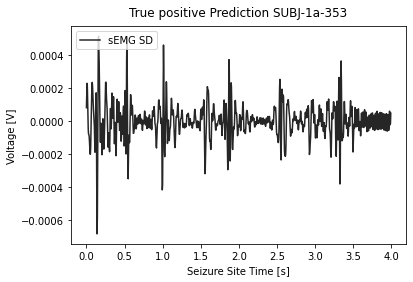 True positive Prediction SUBJ-1a-353
sEMG SD
0.0004
0.0002
0.0000
−0.0002
−0.0004
−0.0006
Voltage [V]
0.0 0.5 1.0 1.5 2.0 2.5 3.0 3.5 4.0
Seizure Site Time [s]